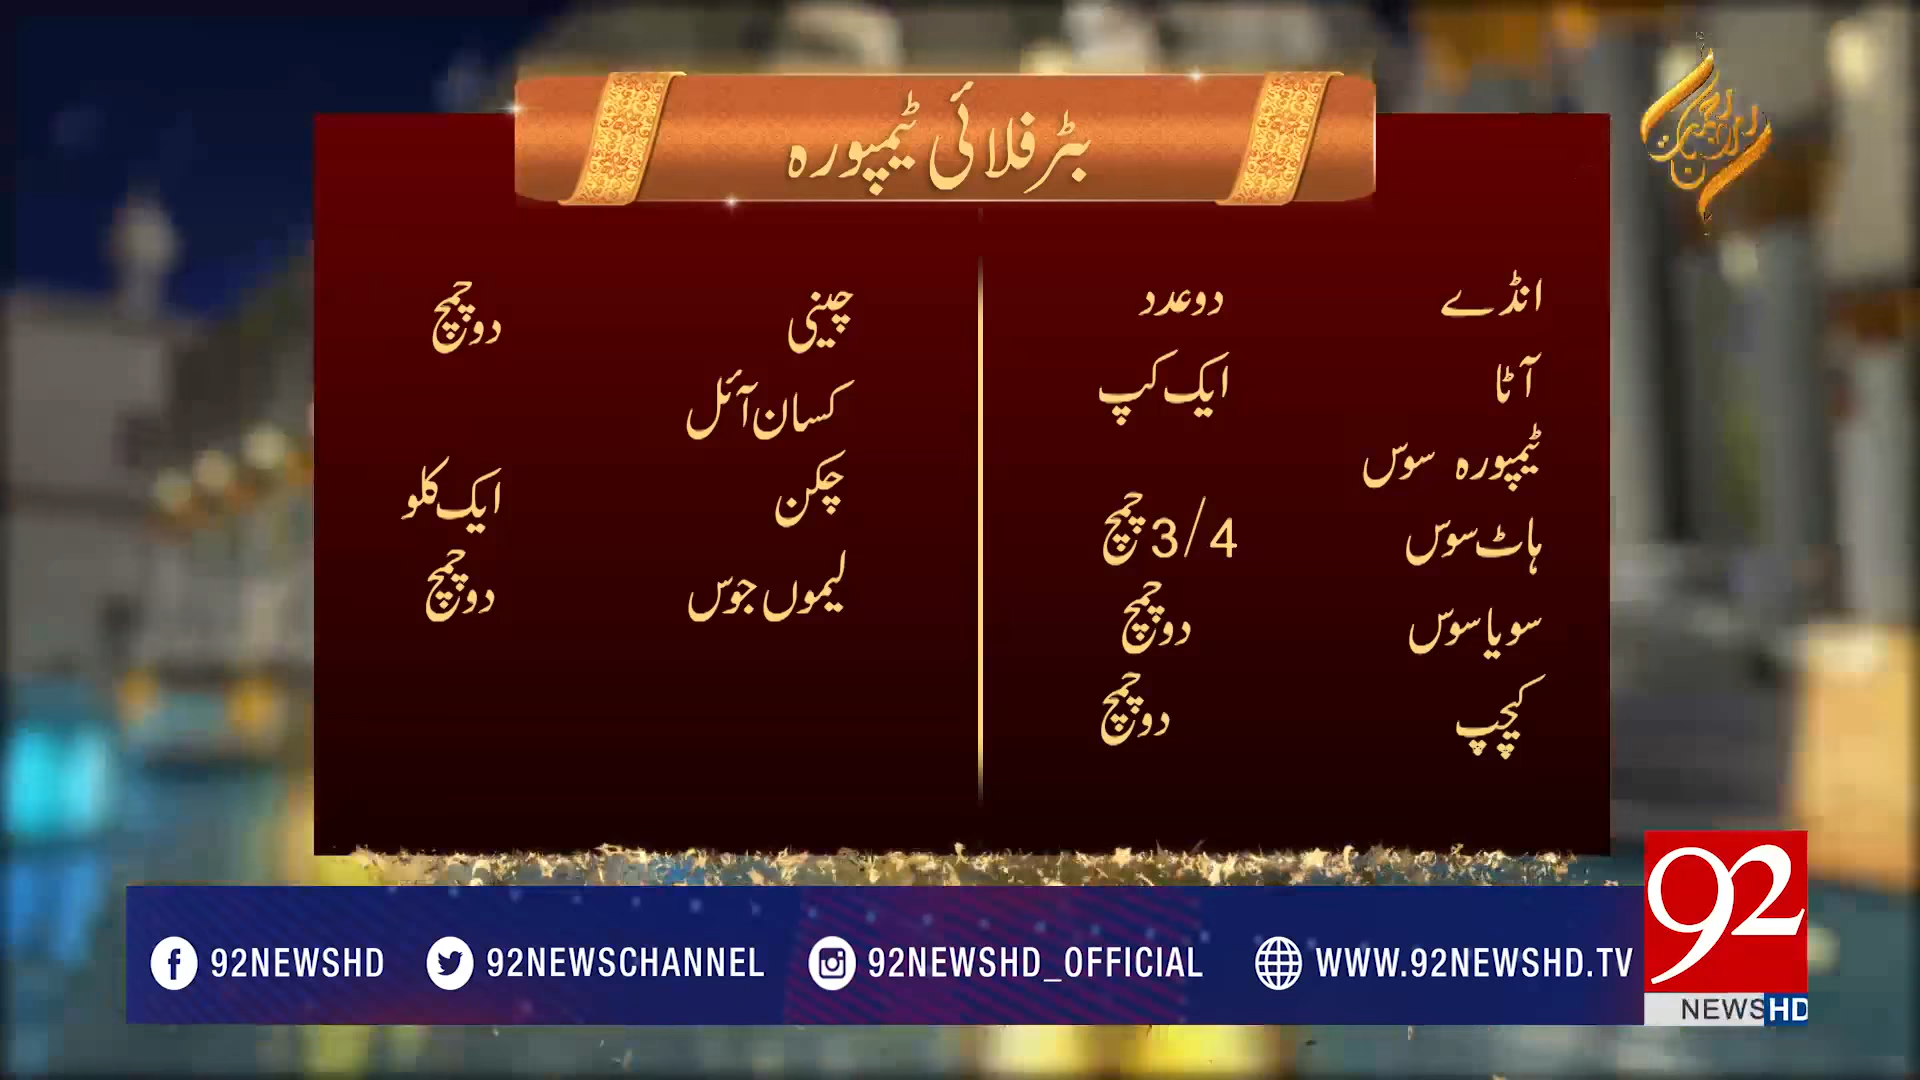 بٹر فلائی ٹیمپورہ
انڈے دو عدد
آٹا ایک کپ
ٹیمپورہ سوس
ہاٹ سوس 3/4 چمچ
سویا سوس دو چمچ
کیچپ دو چمچ
چینی دو چمچ
کسان آئل
چکن ایک کلو
لیموں جوس دو چمچ
92NEWSHD 92NEWSCHANNEL 92NEWSHD_OFFICIAL WWW.92NEWSHD.TV
92
NEWSHD